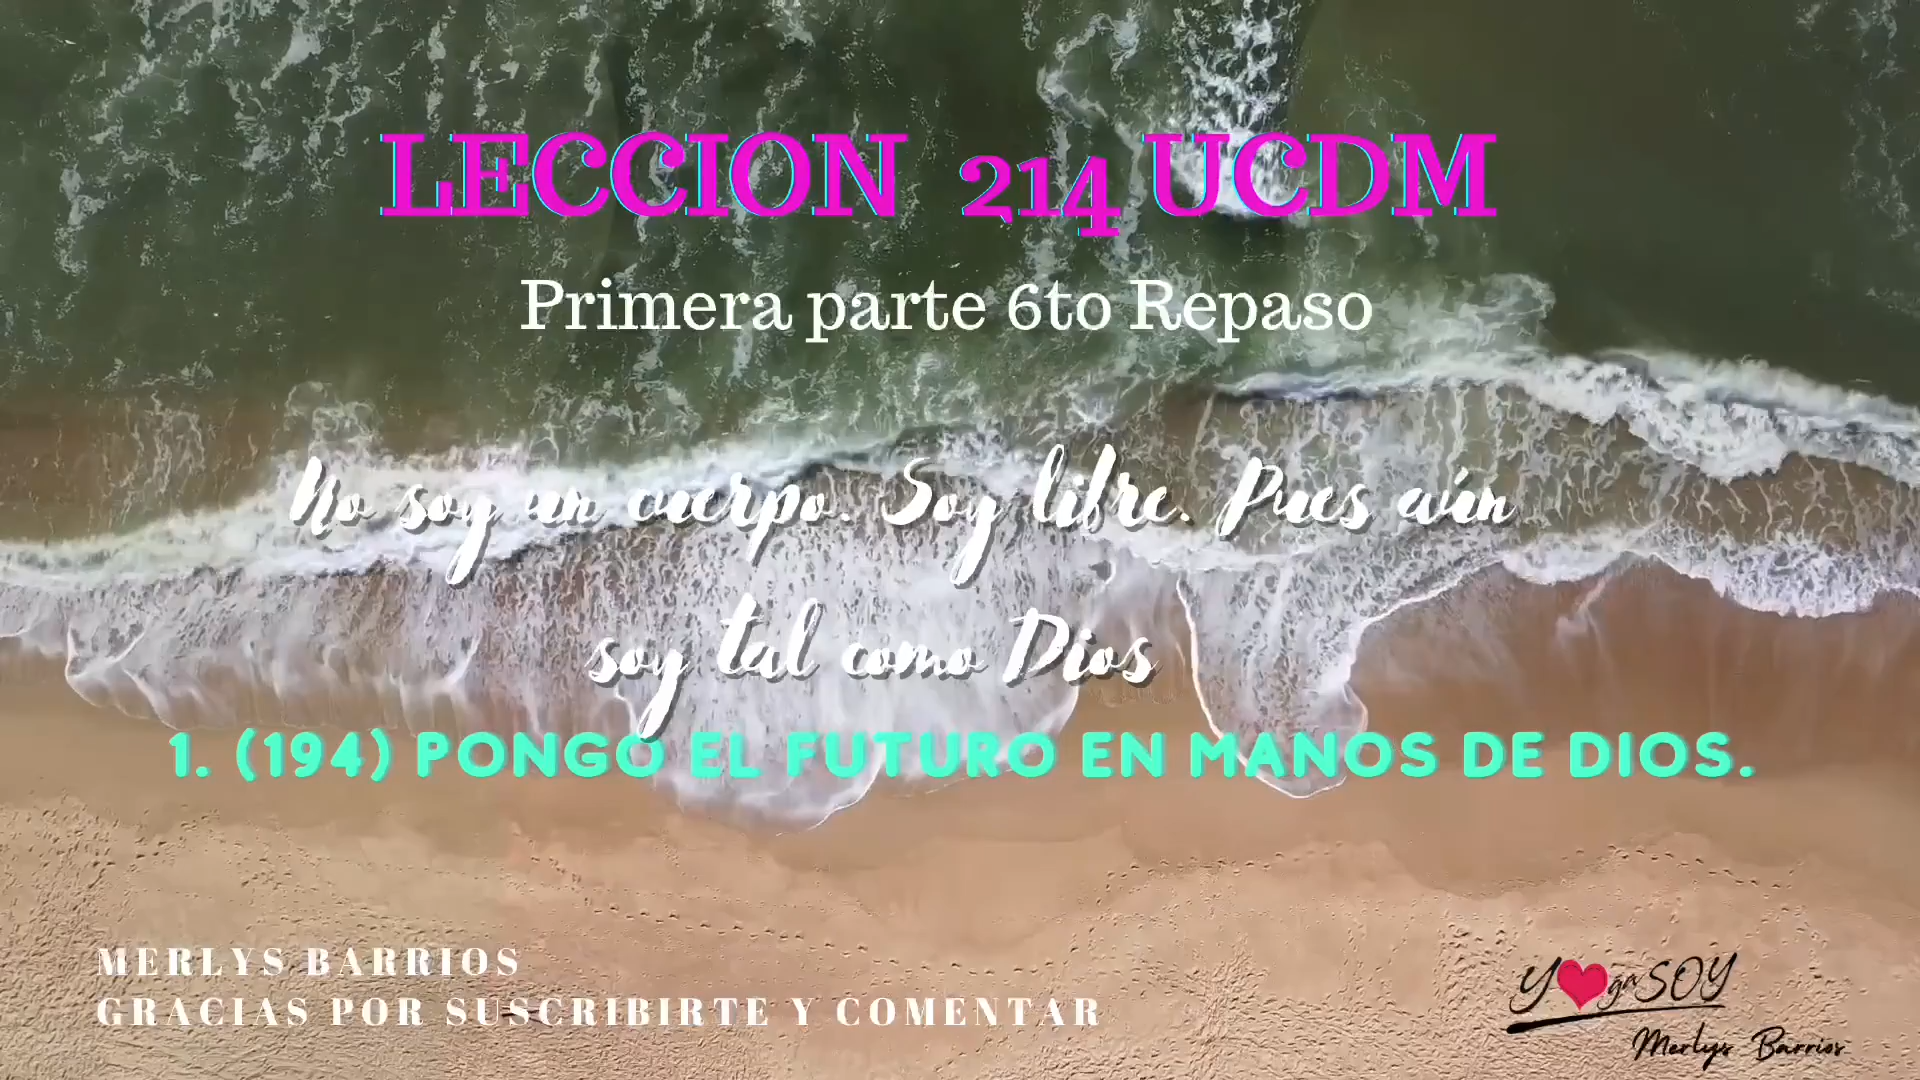 LECCION 214 UCDM
Primera parte 6to Repaso
No soy un cuerpo. Soy libre. Pues aún
soy tal como Dios
1. (194) PONGO EL FUTURO EN MANOS DE DIOS.
MERLYS BARRIOS
GRACIAS POR SUSCRIBIRTE Y COMENTAR
Y❤gaSOY
Merlys Barrios